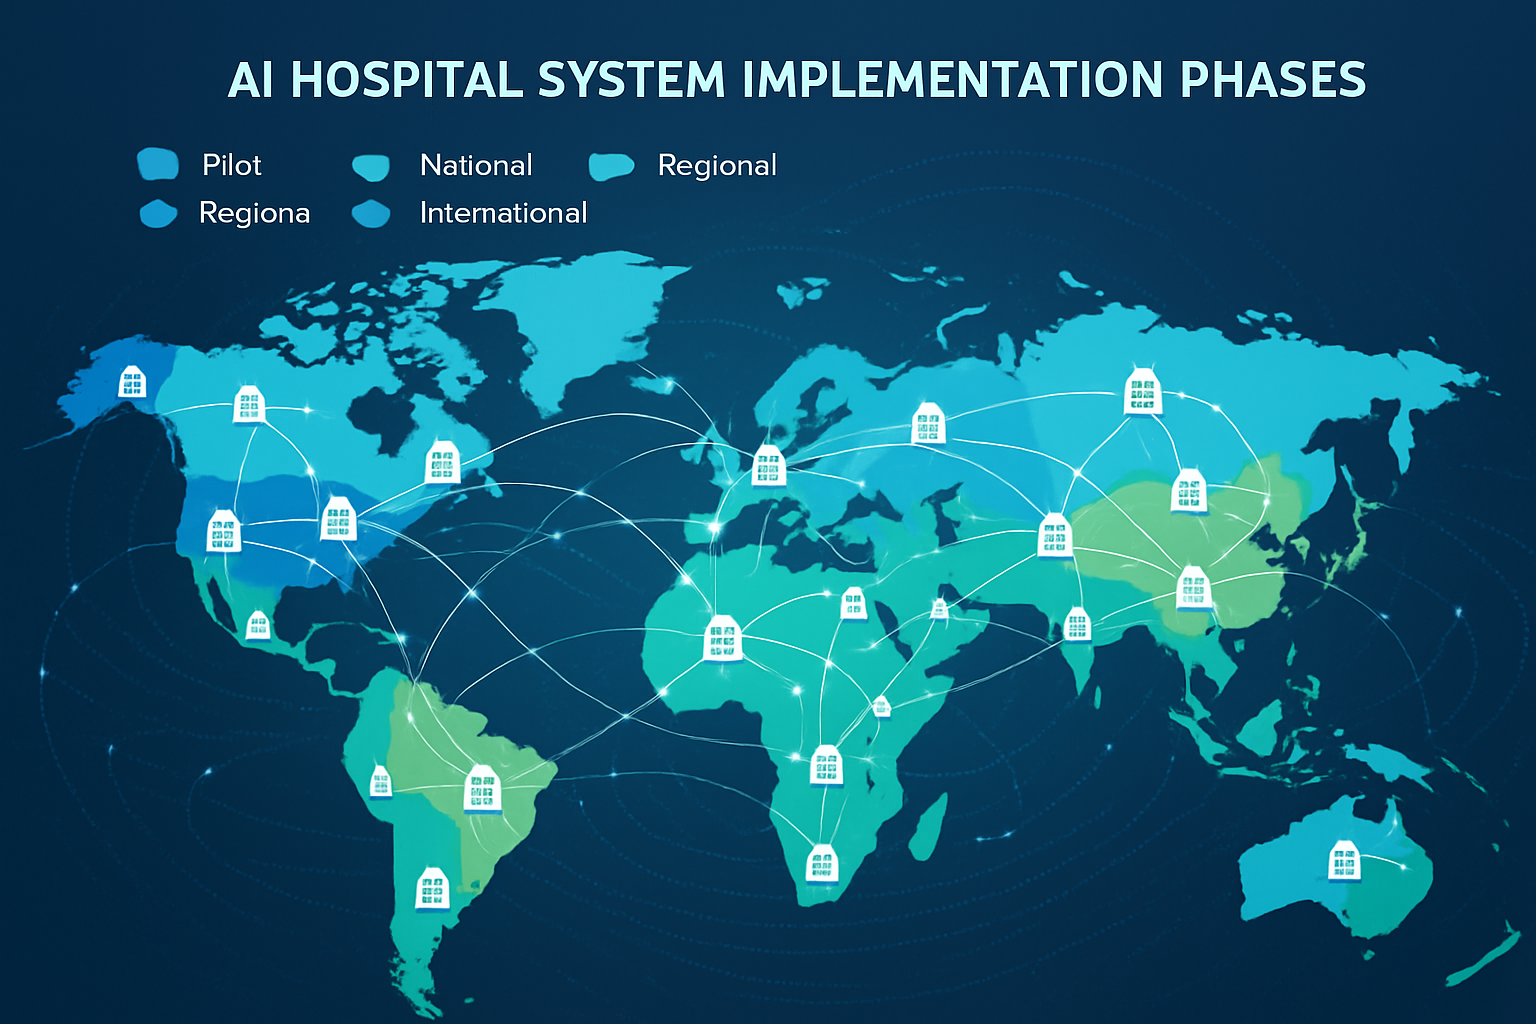 AI HOSPITAL SYSTEM IMPLEMENTATION PHASES
Pilot National Regional
Regiona International